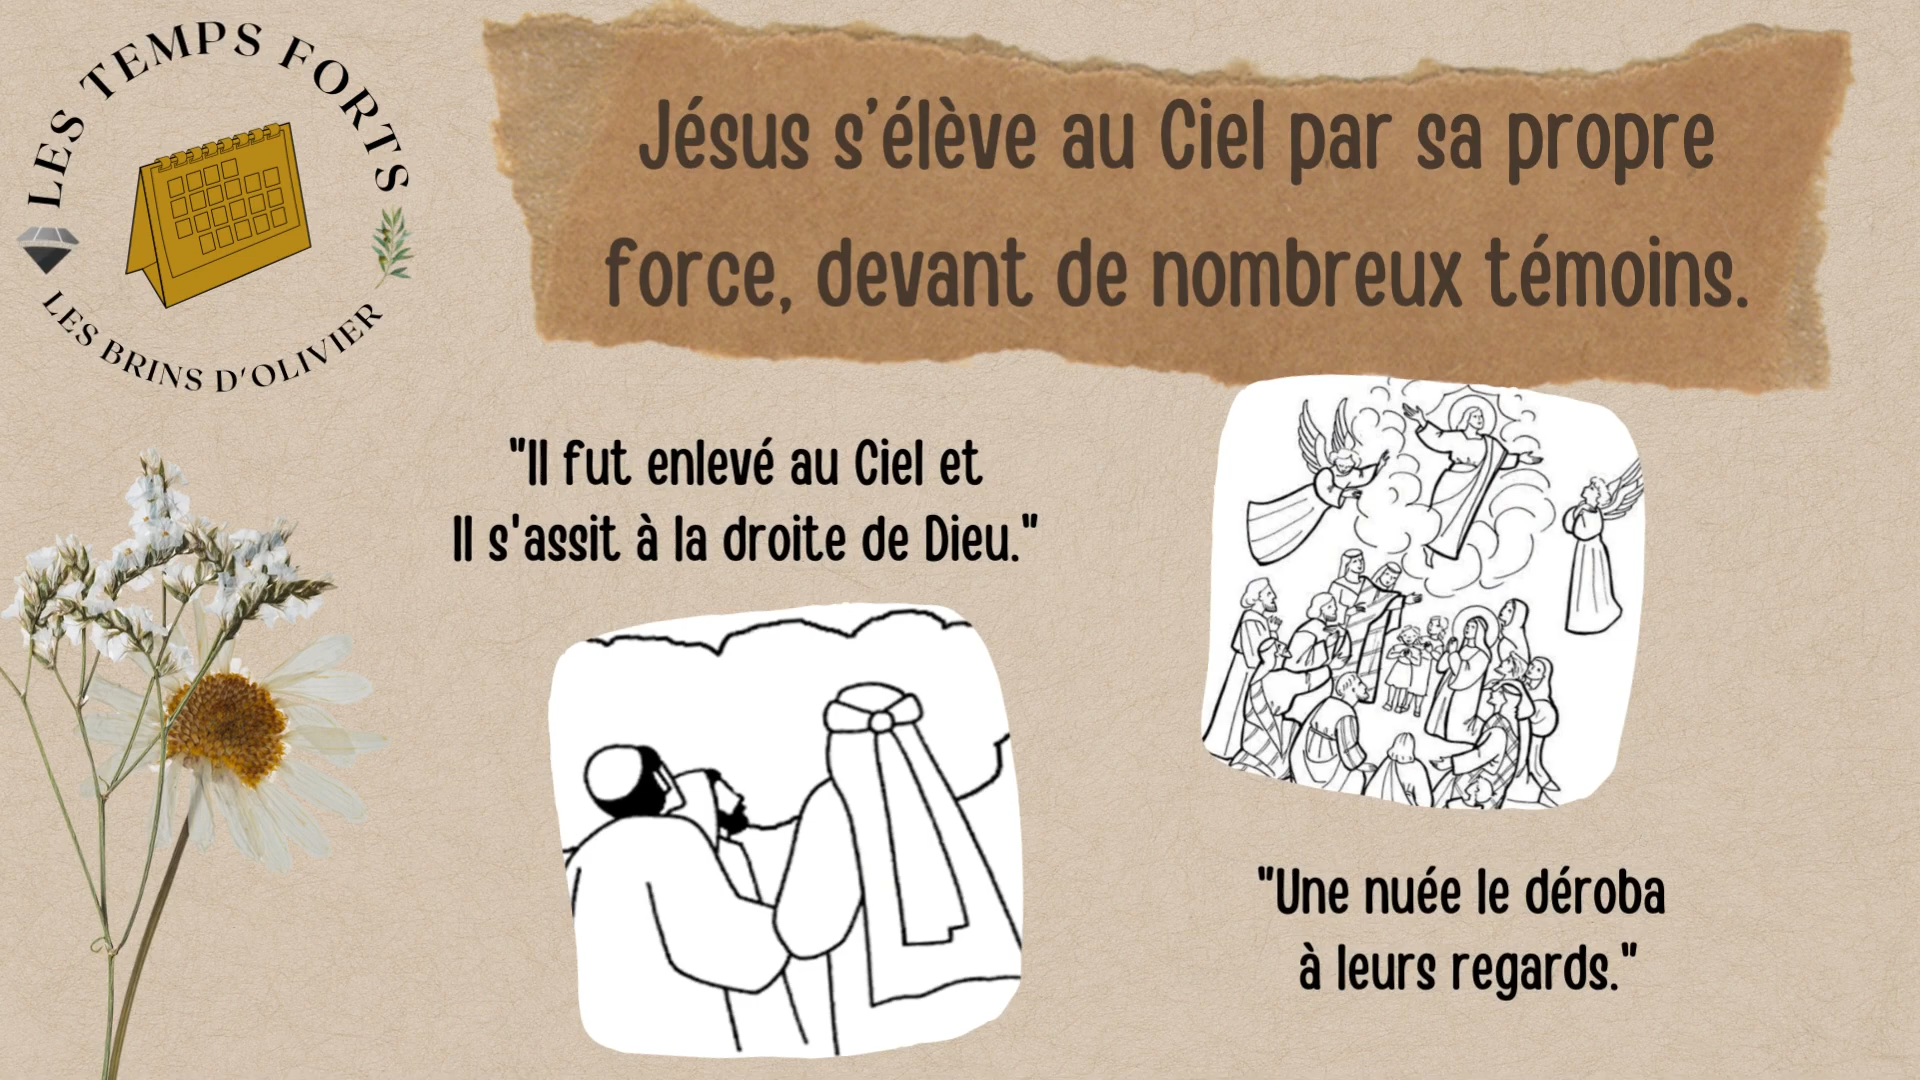 LES TEMPS FORTS
LES BRINS D'OLIVIER
Jésus s'élève au Ciel par sa propre
force, devant de nombreux témoins.
"Il fut enlevé au Ciel et
Il s'assit à la droite de Dieu."
"Une nuée le déroba
à leurs regards."